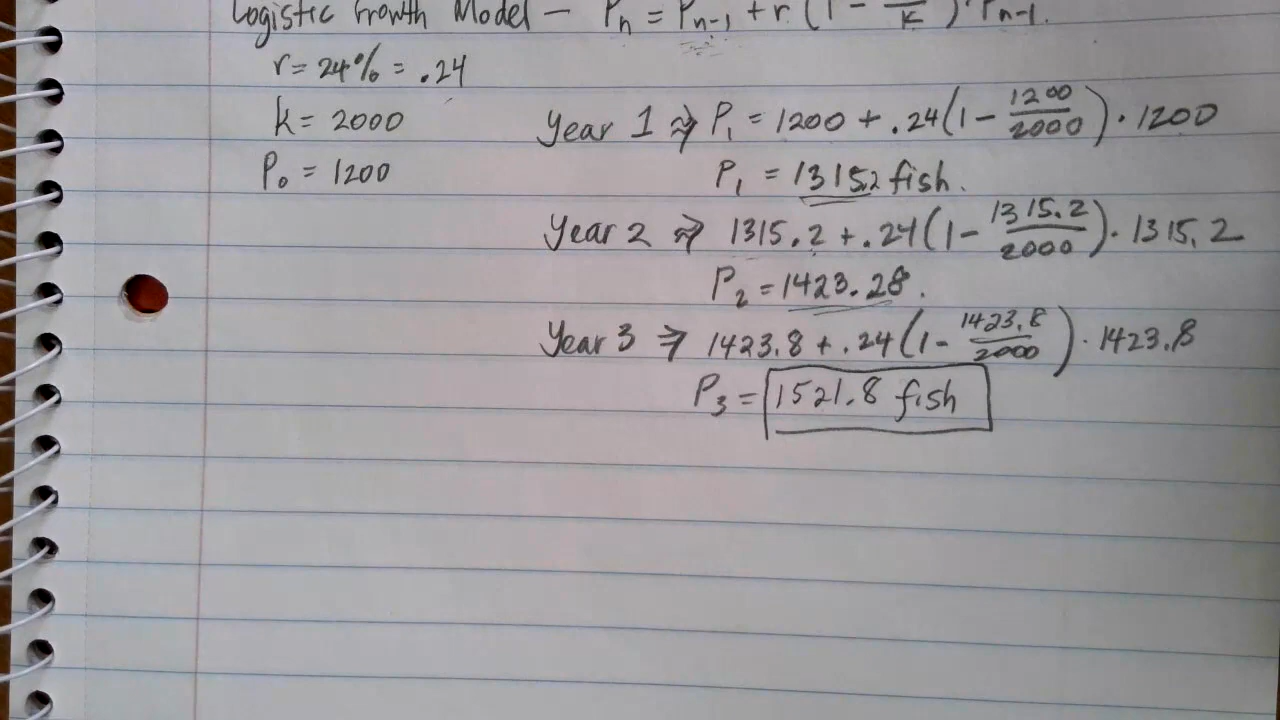 Logistic Growth Model - Pn = Pn-1 + r (1 - —/K) · Pn-1.
r = 24% = .24
k = 2000
P0 = 1200
Year 1 ⇒ P1 = 1200 + .24(1 - 1200/2000) · 1200
P1 = 1315.2 fish.
Year 2 ⇒ 1315.2 + .24(1 - 1315.2/2000) · 1315.2
P2 = 1423.28.
Year 3 ⇒ 1423.8 + .24(1 - 1423.8/2000) · 1423.8
P3 = 1521.8 fish